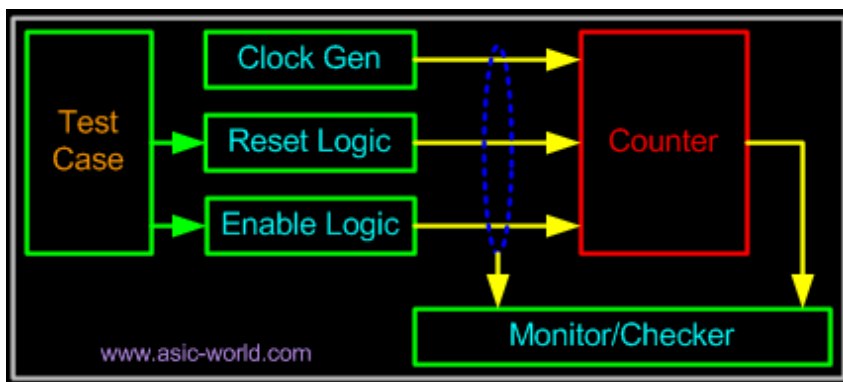 Clock Gen
Test
Case
Reset Logic
Counter
Enable Logic
Monitor/Checker
www.asic-world.com